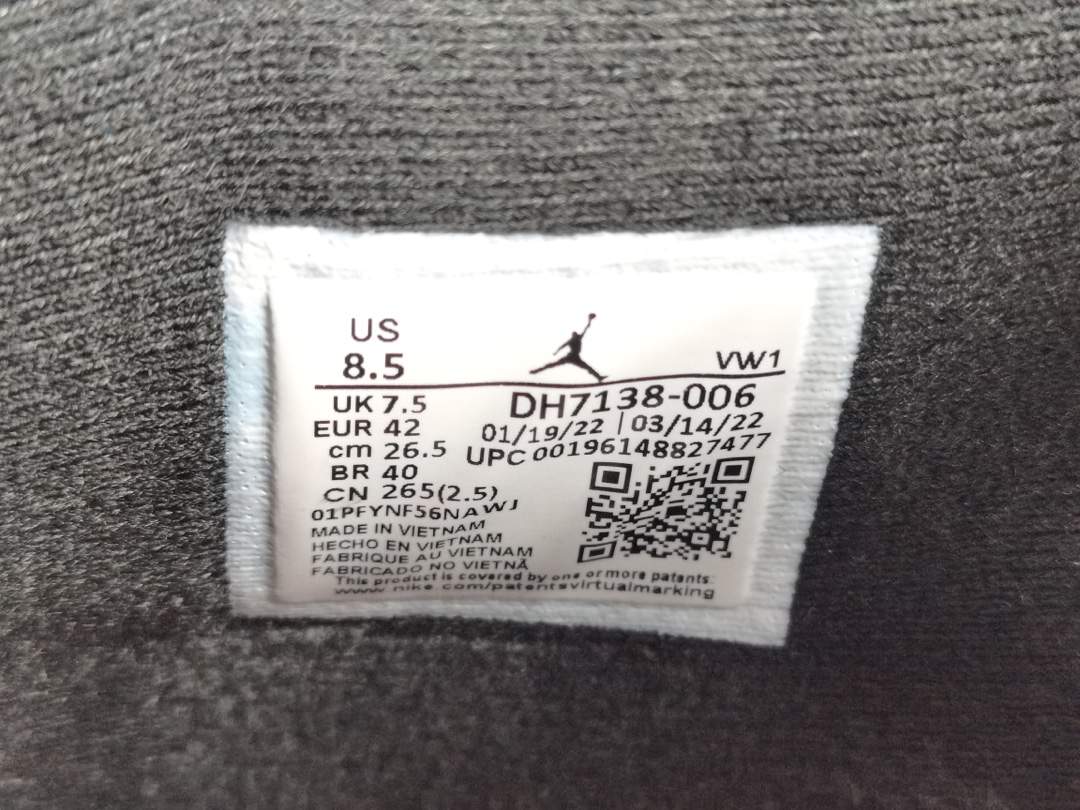 US
8.5
VW1
UK 7.5
DH7138-006
EUR 42
01/19/22 | 03/14/22
cm 26.5
UPC 00196148827477
BR 40
CN 265(2.5)
01PFYNF56NAWJ
MADE IN VIETNAM
HECHO EN VIETNAM
FABRIQUE AU VIETNAM
FABRICADO NO VIETNÃ
This product is covered by one or more patents:
www.nike.com/patentsvirtualmarking